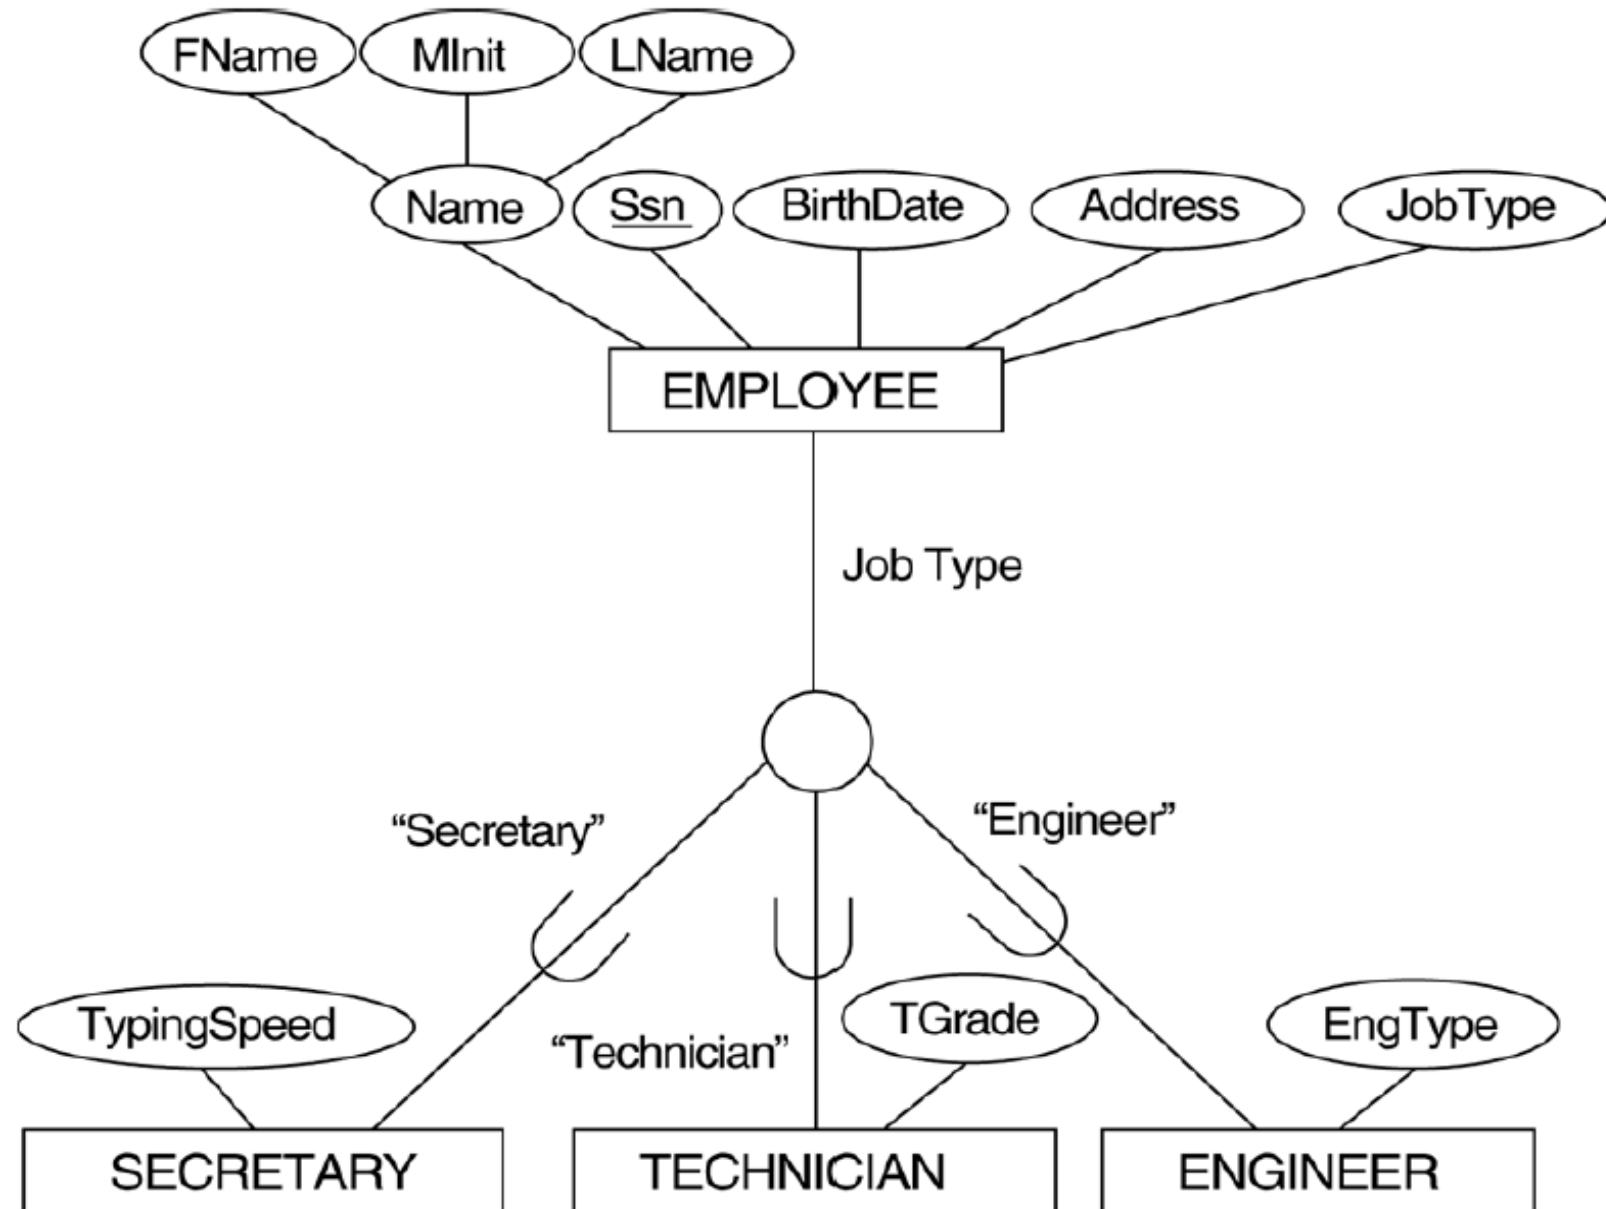 FName MInit LName
Name Ssn BirthDate Address JobType
EMPLOYEE
Job Type
“Secretary” “Engineer”
“Technician”
TypingSpeed TGrade EngType
SECRETARY TECHNICIAN ENGINEER